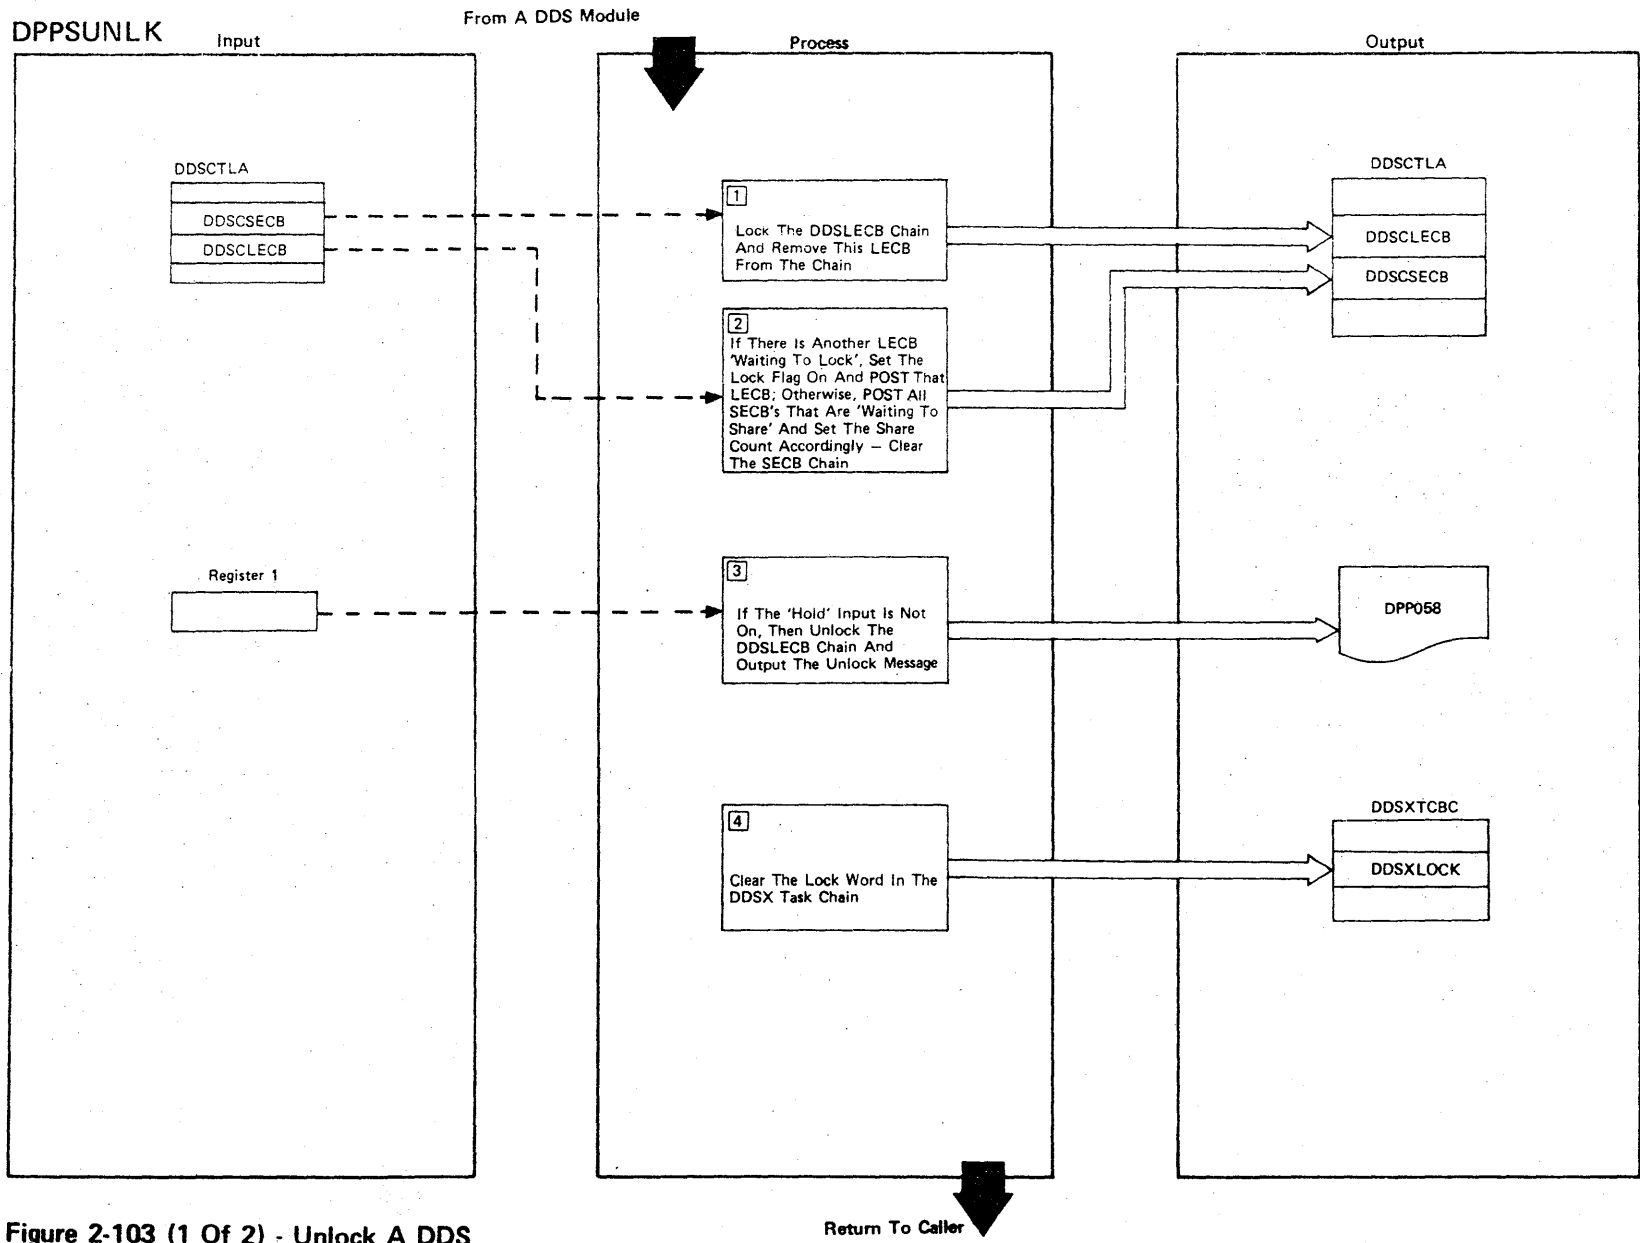 From A DDS Module
DPPSUNLK
Input
Process
Output
DDSCTLA
DDSCSECB
DDSCLECB
Register 1
1
Lock The DDSLECB Chain
And Remove This LECB
From The Chain
2
If There Is Another LECB
'Waiting To Lock', Set The
Lock Flag On And POST That
LECB; Otherwise, POST All
SECB's That Are 'Waiting To
Share' And Set The Share
Count Accordingly – Clear
The SECB Chain
3
If The 'Hold' Input Is Not
On, Then Unlock The
DDSLECB Chain And
Output The Unlock Message
4
Clear The Lock Word In The
DDSX Task Chain
DDSCTLA
DDSCLECB
DDSCSECB
DPP058
DDSXTCBC
DDSXLOCK
Return To Caller
Figure 2-103 (1 Of 2) - Unlock A DDS